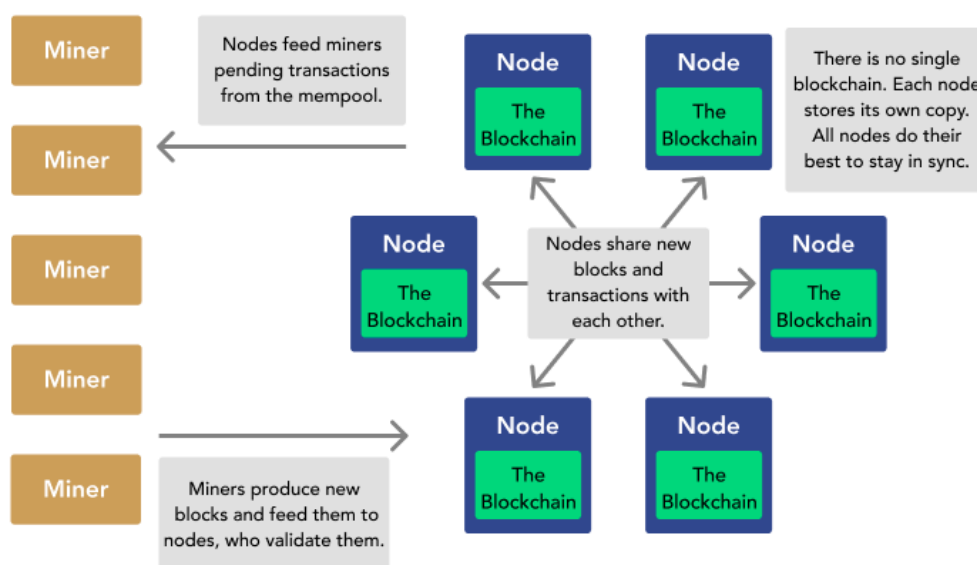 Miner
Miner
Miner
Miner
Miner
Nodes feed miners
pending transactions
from the mempool.
Node
The
Blockchain
Node
The
Blockchain
There is no single
blockchain. Each node
stores its own copy.
All nodes do their
best to stay in sync.
Node
The
Blockchain
Nodes share new
blocks and
transactions with
each other.
Node
The
Blockchain
Miners produce new
blocks and feed them to
nodes, who validate them.
Node
The
Blockchain
Node
The
Blockchain